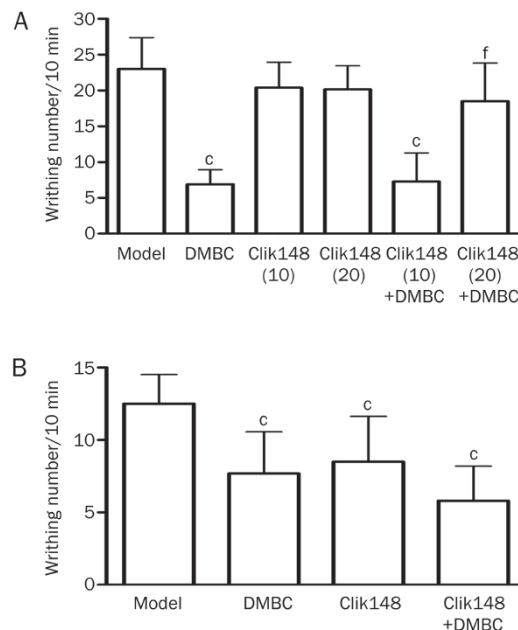 A
Writhing number/10 min
30
25
20
15
10
5
0
c
c
f
Model DMBC Clik148 Clik148 Clik148 Clik148
(10) (20) (10) (20)
+DMBC +DMBC
B
Writhing number/10 min
15
10
5
0
c
c
c
Model DMBC Clik148 Clik148
+DMBC